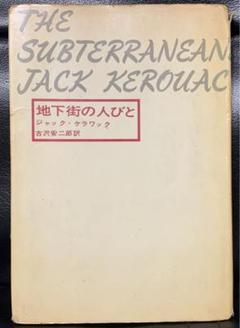 THE
SUBTERRANEANS
JACK KEROUAC
地下街の人びと
ジャック・ケラワック
古沢安二郎訳